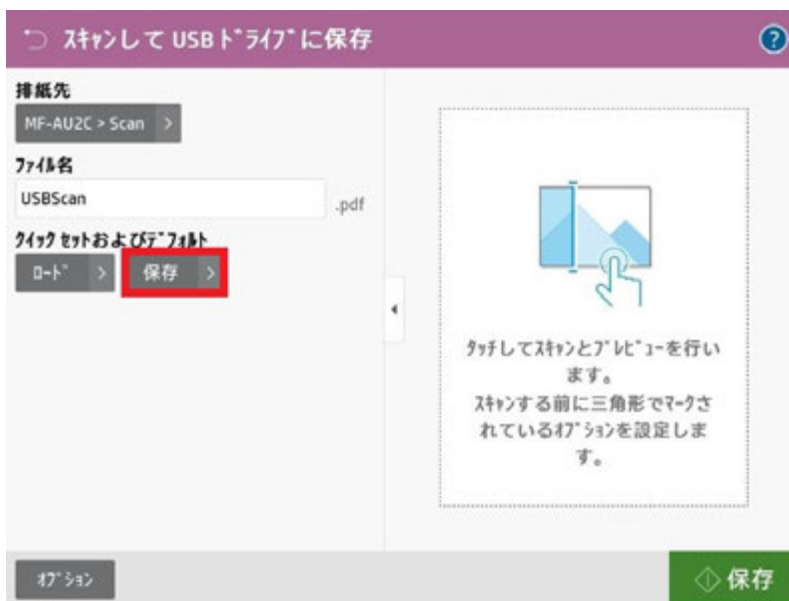 ｽｷｬﾝして USB ﾄﾞﾗｲﾌﾞに保存
?
排紙先
MF-AU2C > Scan >
ﾌｧｲﾙ名
USBScan
.pdf
ｸｲｯｸ ｾｯﾄおよびﾃﾞﾌｫﾙﾄ
ﾛｰﾄﾞ > 保存 >
ﾀｯﾁしてｽｷｬﾝとﾌﾟﾚﾋﾞｭｰを行い
ます。
ｽｷｬﾝする前に三角形でﾏｰｸさ
れているｵﾌﾟｼｮﾝを設定しま
す。
ｵﾌﾟｼｮﾝ
保存